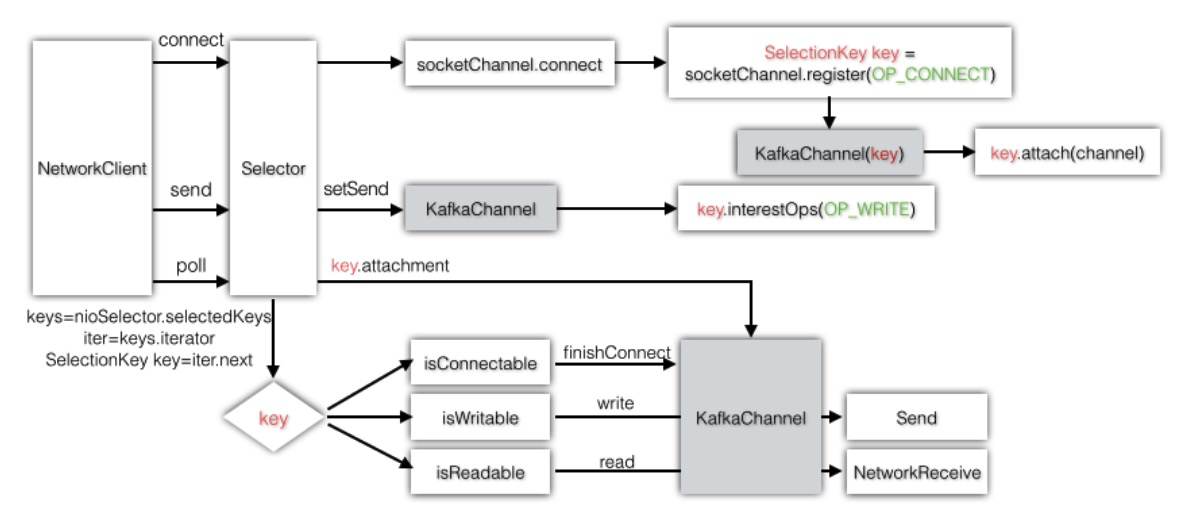 connect
SelectionKey key =
socketChannel.register(OP_CONNECT)
socketChannel.connect
KafkaChannel(key)
key.attach(channel)
NetworkClient
Selector
send
setSend
KafkaChannel
key.interestOps(OP_WRITE)
poll
key.attachment
keys=nioSelector.selectedKeys
iter=keys.iterator
SelectionKey key=iter.next
key
isConnectable
finishConnect
isWritable
write
KafkaChannel
Send
isReadable
read
NetworkReceive